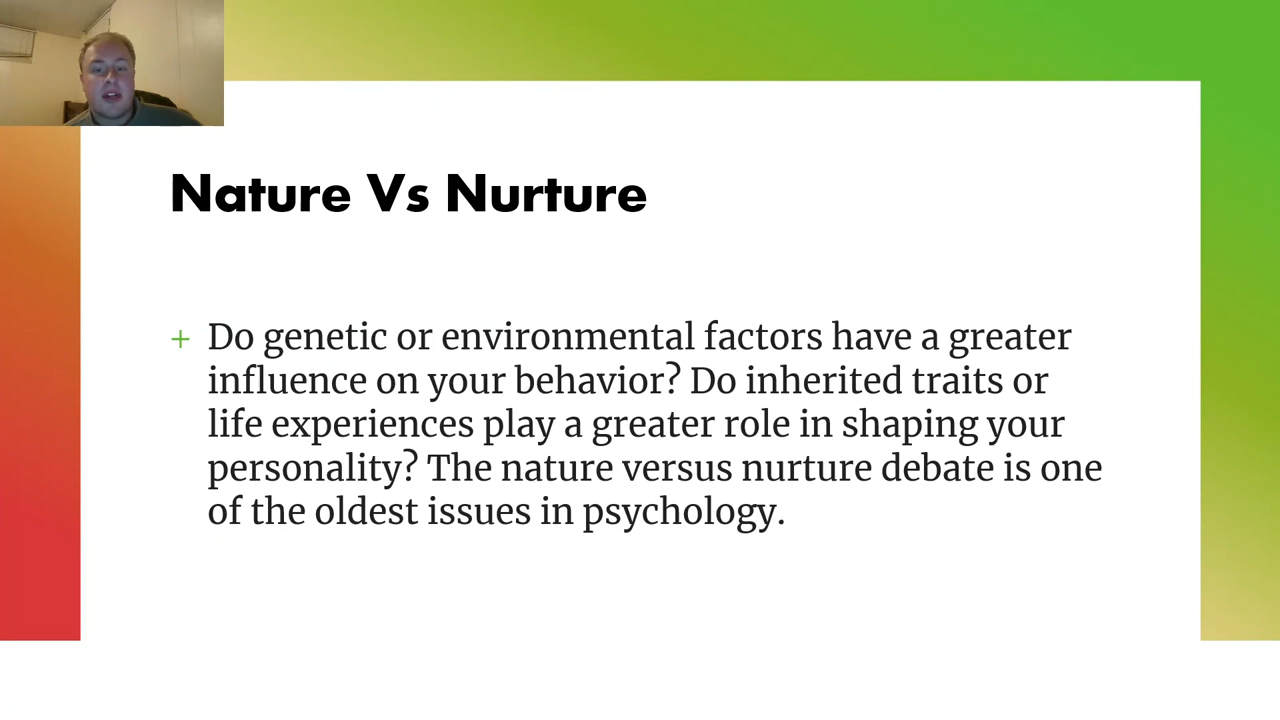 Nature Vs Nurture
+ Do genetic or environmental factors have a greater
influence on your behavior? Do inherited traits or
life experiences play a greater role in shaping your
personality? The nature versus nurture debate is one
of the oldest issues in psychology.